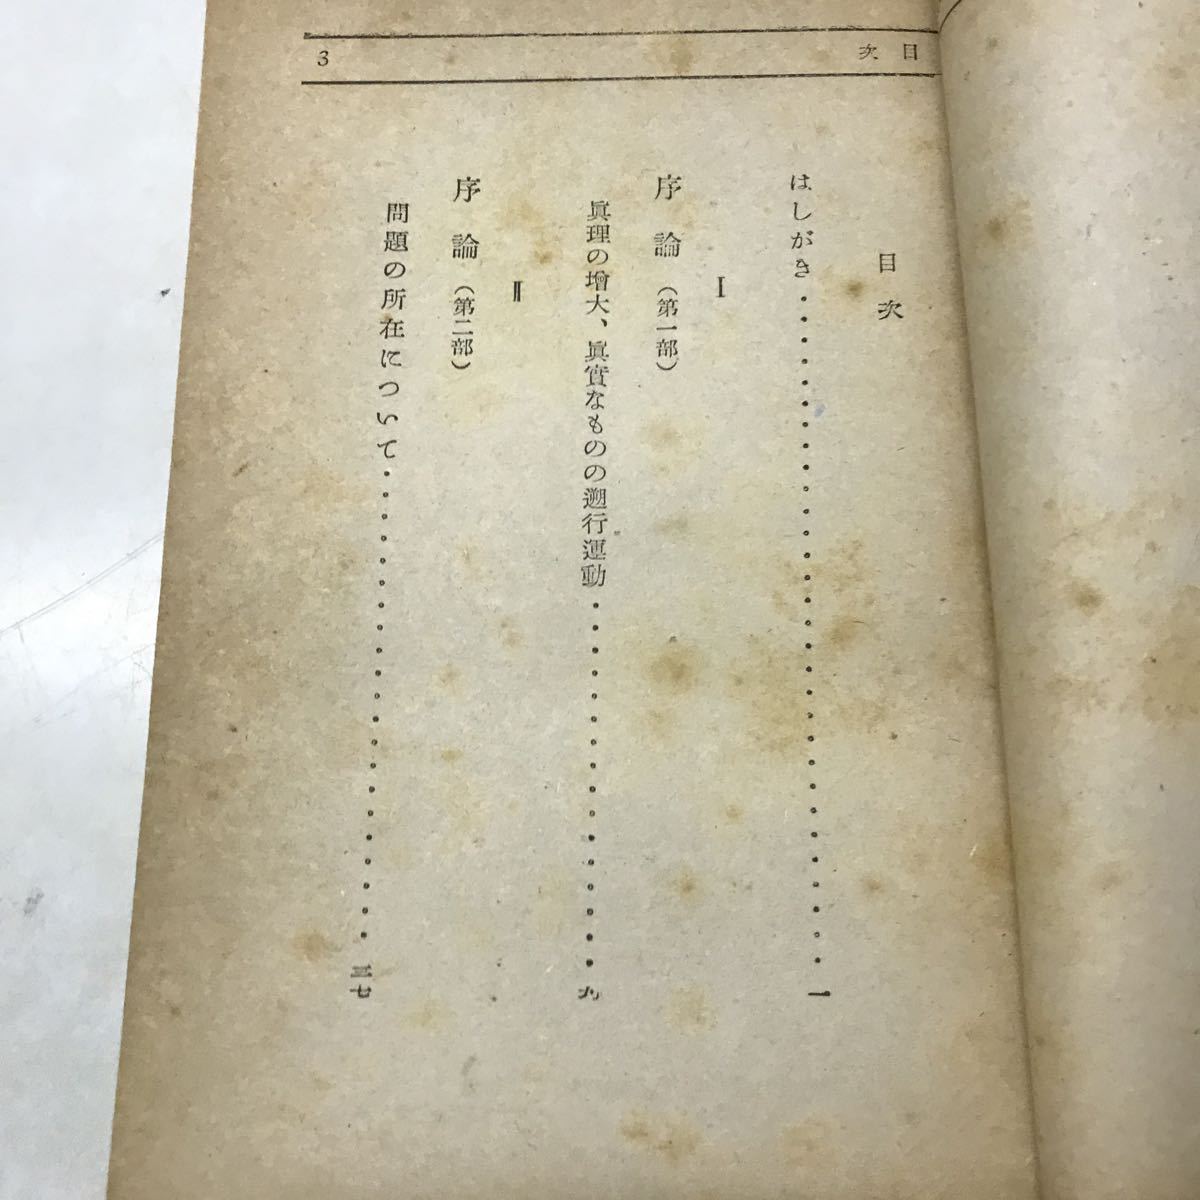 目次
3
目次
はしがき・・・・・・・・・・・・・・・・・・・・・・・・・・・・・・一
I
序論（第一部）
眞理の增大、眞實なものの遡行運動・・・・・・・・・・・・・・・・・九
II
序論（第二部）
問題の所在について・・・・・・・・・・・・・・・・・・・・・・三七